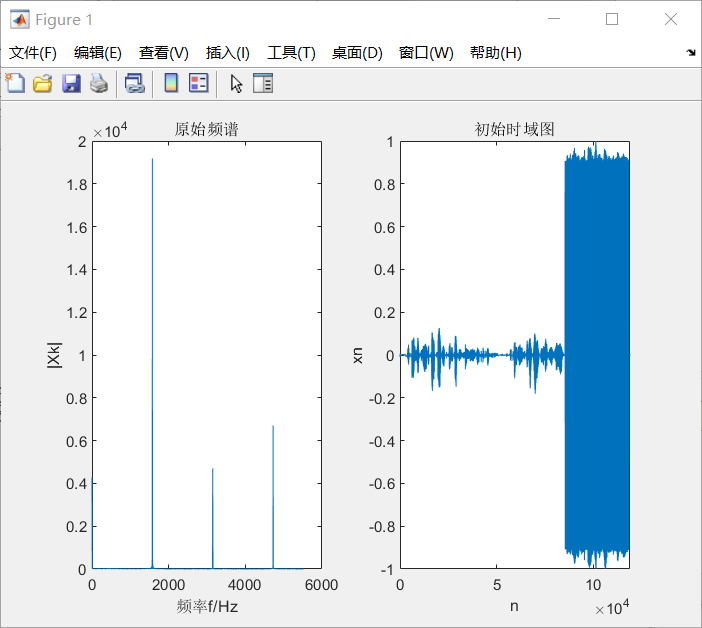 Figure 1
文件(F) 编辑(E) 查看(V) 插入(I) 工具(T) 桌面(D) 窗口(W) 帮助(H)
原始频谱
×10⁴
2
1.8
1.6
1.4
1.2
1
0.8
0.6
0.4
0.2
0
|Xk|
0 2000 4000 6000
频率f/Hz
初始时域图
1
0.8
0.6
0.4
0.2
0
-0.2
-0.4
-0.6
-0.8
-1
xn
0 5 10
n
×10⁴